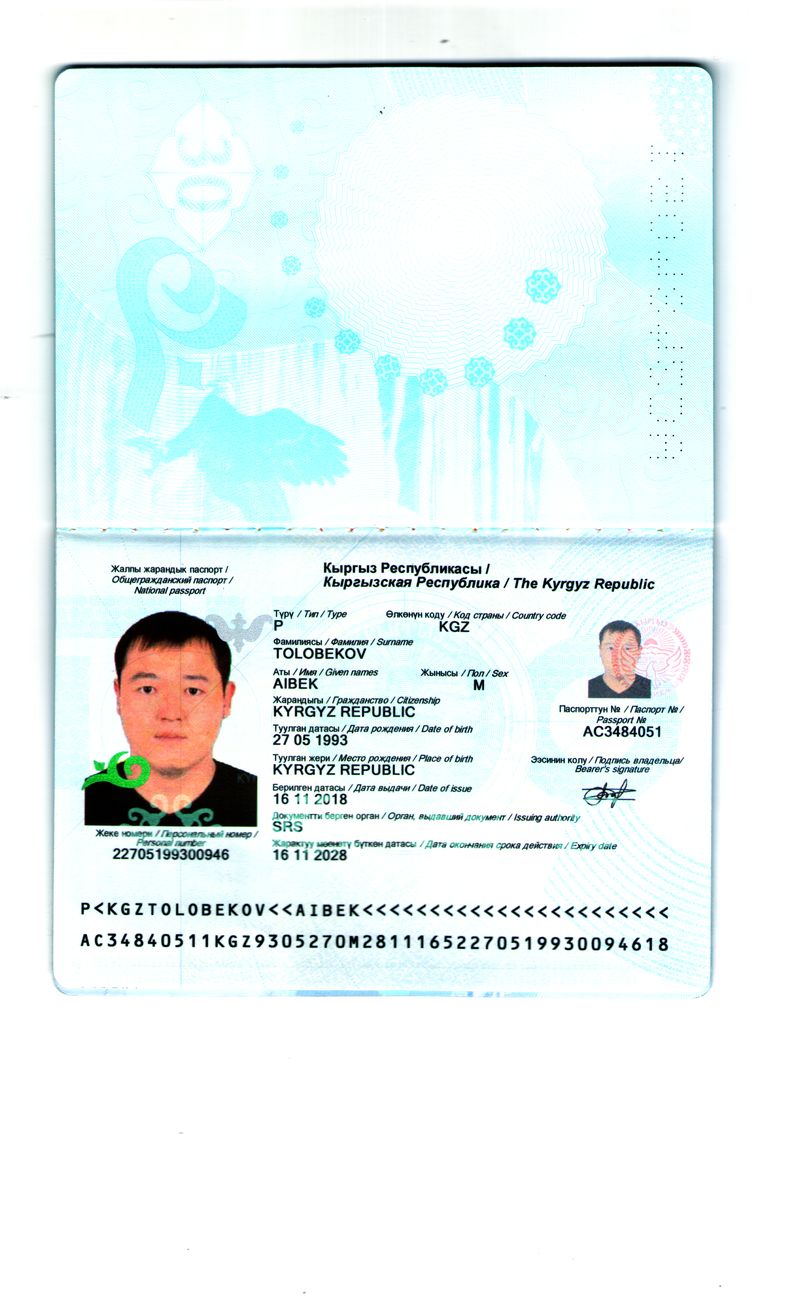 Жалпы жарандык паспорт /
Общегражданский паспорт /
National passport
Кыргыз Республикасы /
Кыргызская Республика / The Kyrgyz Republic
Түрү / Тип / Type
Өлкөнүн коду / Код страны / Country code
P
KGZ
Фамилиясы / Фамилия / Surname
TOLOBEKOV
Аты / Имя / Given names
Жынысы / Пол / Sex
AIBEK
M
Жарандыгы / Гражданство / Citizenship
KYRGYZ REPUBLIC
Туулган датасы / Дата рождения / Date of birth
27 05 1993
Туулган жери / Место рождения / Place of birth
KYRGYZ REPUBLIC
Берилген датасы / Дата выдачи / Date of issue
16 11 2018
Документти берген орган / Орган, выдавший документ / Issuing authority
SRS
Жарактуу мөөнөтү бүткөн датасы / Дата окончания срока действия / Expiry date
16 11 2028
Паспорттун № / Паспорт № /
Passport №
AC3484051
Ээсинин колу / Подпись владельца/
Bearer's signature
Жеке номери / Персональный номер /
Personal number
22705199300946
P<KGZTOLOBEKOV<<AIBEK<<<<<<<<<<<<<<<<<<<<<<<
AC34840511KGZ9305270M28111652270519930094618